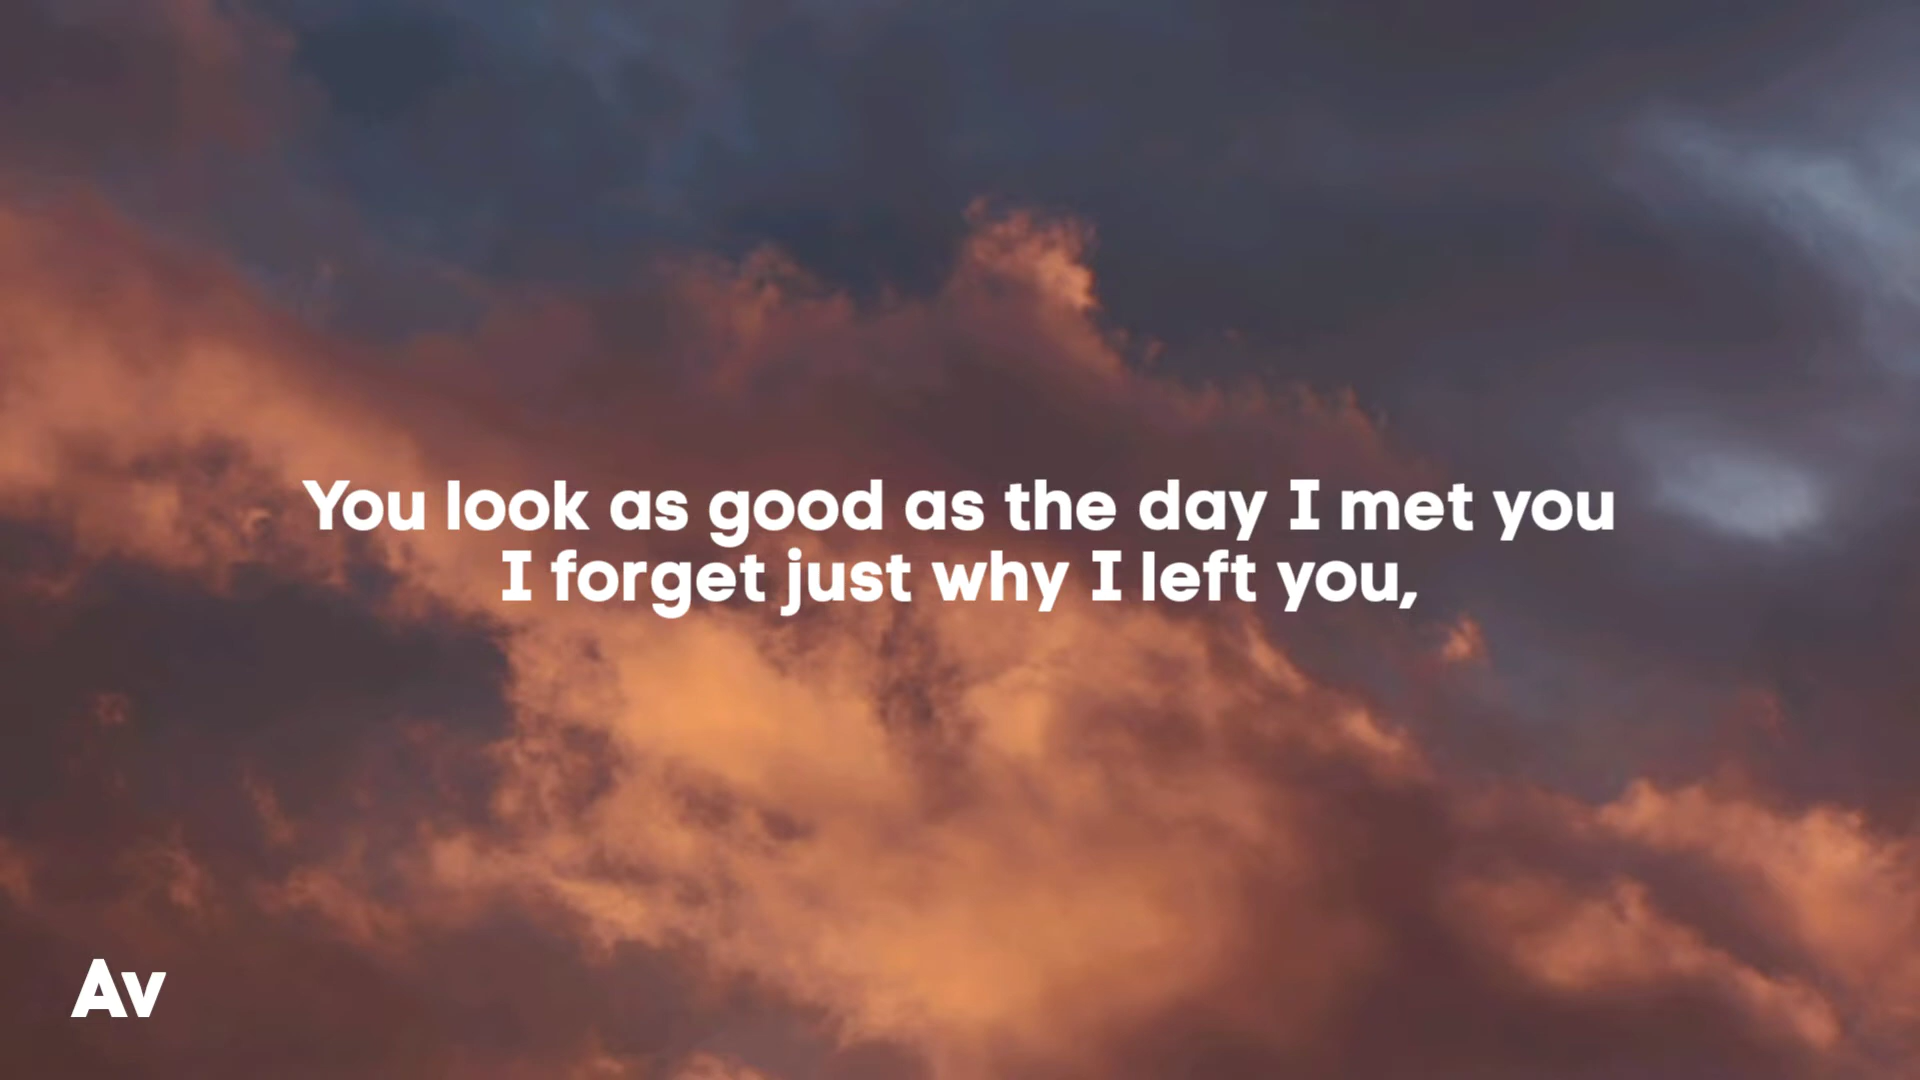 You look as good as the day I met you
I forget just why I left you,
Av